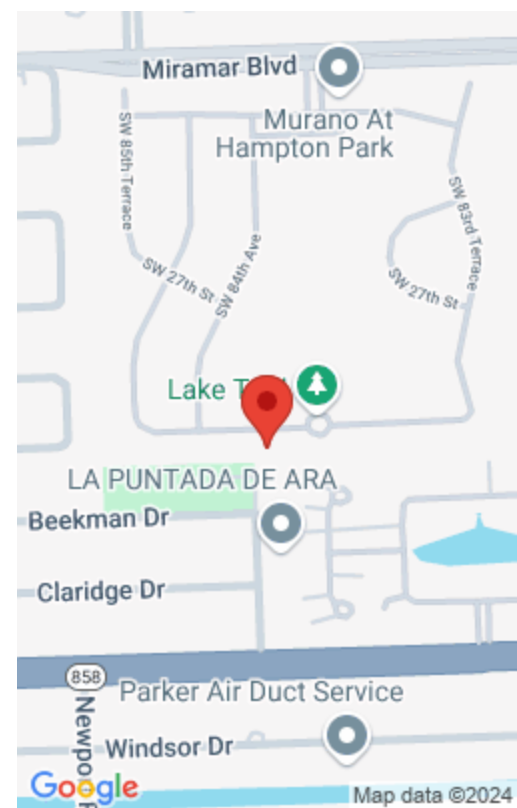 Miramar Blvd
Murano At
Hampton Park
SW 85th Terrace
SW 83rd Terrace
SW 27th St
SW 84th Ave
SW 27th St
Lake
LA PUNTADA DE ARA
Beekman Dr
Claridge Dr
858
Parker Air Duct Service
Windsor Dr
Google
Map data ©2024